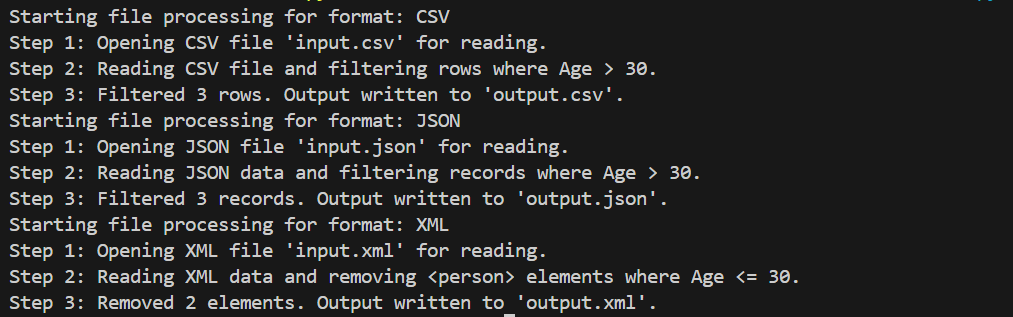 Starting file processing for format: CSV
Step 1: Opening CSV file 'input.csv' for reading.
Step 2: Reading CSV file and filtering rows where Age > 30.
Step 3: Filtered 3 rows. Output written to 'output.csv'.
Starting file processing for format: JSON
Step 1: Opening JSON file 'input.json' for reading.
Step 2: Reading JSON data and filtering records where Age > 30.
Step 3: Filtered 3 records. Output written to 'output.json'.
Starting file processing for format: XML
Step 1: Opening XML file 'input.xml' for reading.
Step 2: Reading XML data and removing <person> elements where Age <= 30.
Step 3: Removed 2 elements. Output written to 'output.xml'.